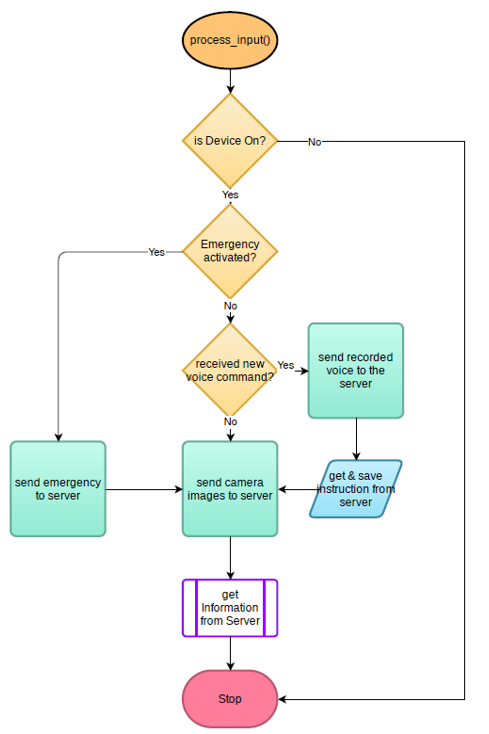 process_input()
is Device On?
No
Yes
Emergency
activated?
Yes
No
received new
voice command?
Yes
send recorded
voice to the
server
No
send emergency
to server
send camera
images to server
get & save
instruction from
server
get
Information
from Server
Stop